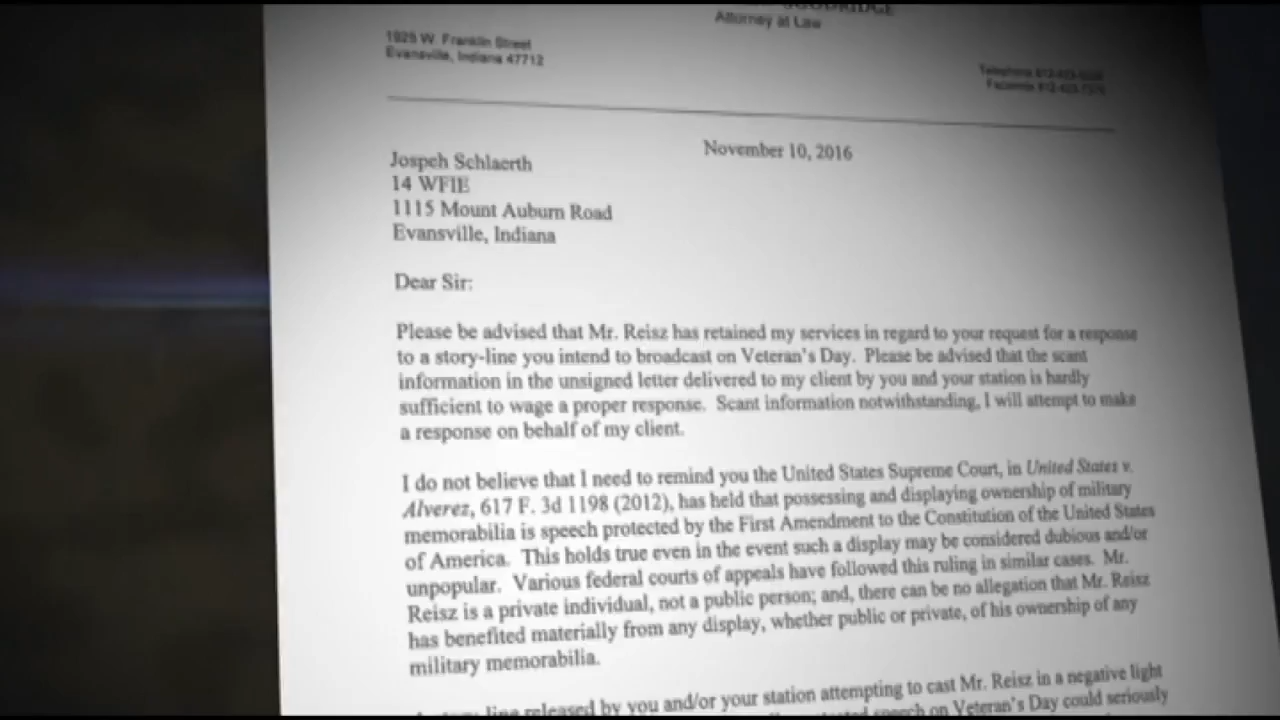 Attorney at Law
1925 W. Franklin Street
Evansville, Indiana 47712
Telephone
Facsimile
November 10, 2016
Jospeh Schlaerth
14 WFIE
1115 Mount Auburn Road
Evansville, Indiana
Dear Sir:
Please be advised that Mr. Reisz has retained my services in regard to your request for a response
to a story-line you intend to broadcast on Veteran's Day. Please be advised that the scant
information in the unsigned letter delivered to my client by you and your station is hardly
sufficient to wage a proper response. Scant information notwithstanding, I will attempt to make
a response on behalf of my client.
I do not believe that I need to remind you the United States Supreme Court, in United States v.
Alverez, 617 F. 3d 1198 (2012), has held that possessing and displaying ownership of military
memorabilia is speech protected by the First Amendment to the Constitution of the United States
of America. This holds true even in the event such a display may be considered dubious and/or
unpopular. Various federal courts of appeals have followed this ruling in similar cases. Mr.
Reisz is a private individual, not a public person; and, there can be no allegation that Mr. Reisz
has benefited materially from any display, whether public or private, of his ownership of any
military memorabilia.
line released by you and/or your station attempting to cast Mr. Reisz in a negative light
speech on Veteran's Day could seriously